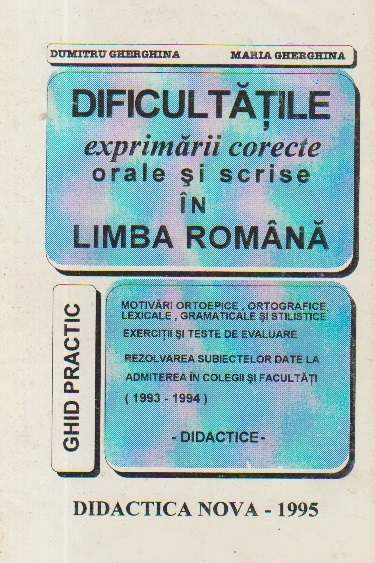 DUMITRU GHERGHINA MARIA GHERGHINA
DIFICULTĂȚILE
exprimării corecte
orale și scrise
ÎN
LIMBA ROMÂNĂ
GHID PRACTIC
MOTIVĂRI ORTOEPICE , ORTOGRAFICE
LEXICALE , GRAMATICALE ȘI STILISTICE
EXERCIȚII ȘI TESTE DE EVALUARE
REZOLVAREA SUBIECTELOR DATE LA
ADMITEREA ÎN COLEGII ȘI FACULTĂȚI
( 1993 - 1994 )
- DIDACTICE -
DIDACTICA NOVA - 1995